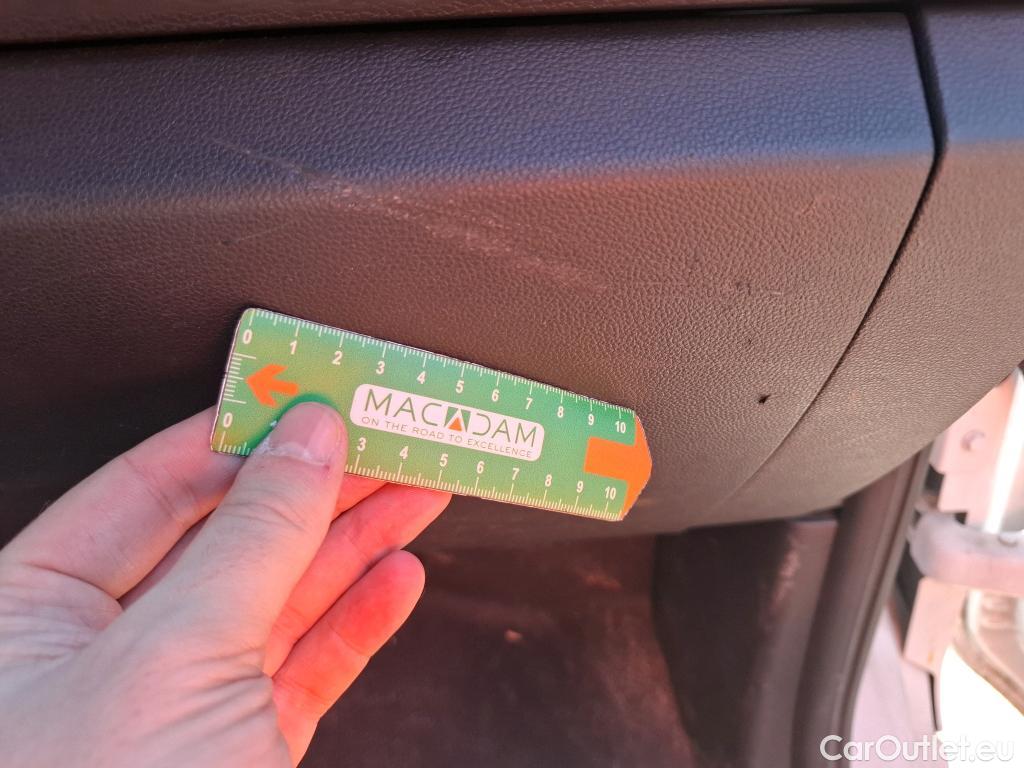 0 1 2 3 4 5 6 7 8 9 10
MACADAM
ON THE ROAD TO EXCELLENCE
0 1 3 4 5 6 7 8 9 10
CarOutlet.eu